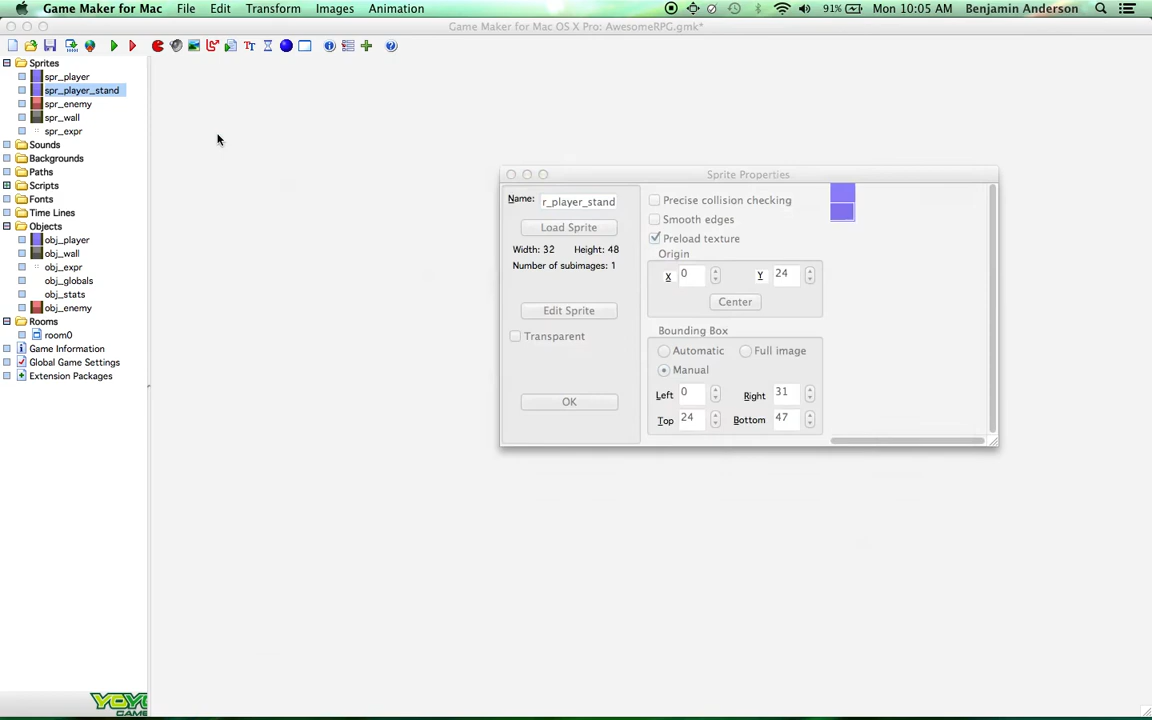 Game Maker for Mac File Edit Transform Images Animation 91% Mon 10:05 AM Benjamin Anderson
Game Maker for Mac OS X Pro: AwesomeRPG.gmk*
Sprites
spr_player
spr_player_stand
spr_enemy
spr_wall
spr_expr
Sounds
Backgrounds
Paths
Scripts
Fonts
Time Lines
Objects
obj_player
obj_wall
obj_expr
obj_globals
obj_stats
obj_enemy
Rooms
room0
Game Information
Global Game Settings
Extension Packages
YOYO
GAME
Sprite Properties
Name: r_player_stand
Load Sprite
Width: 32 Height: 48
Number of subimages: 1
Edit Sprite
Transparent
OK
Precise collision checking
Smooth edges
Preload texture
Origin
X 0 Y 24
Center
Bounding Box
Automatic Full image
Manual
Left 0 Right 31
Top 24 Bottom 47